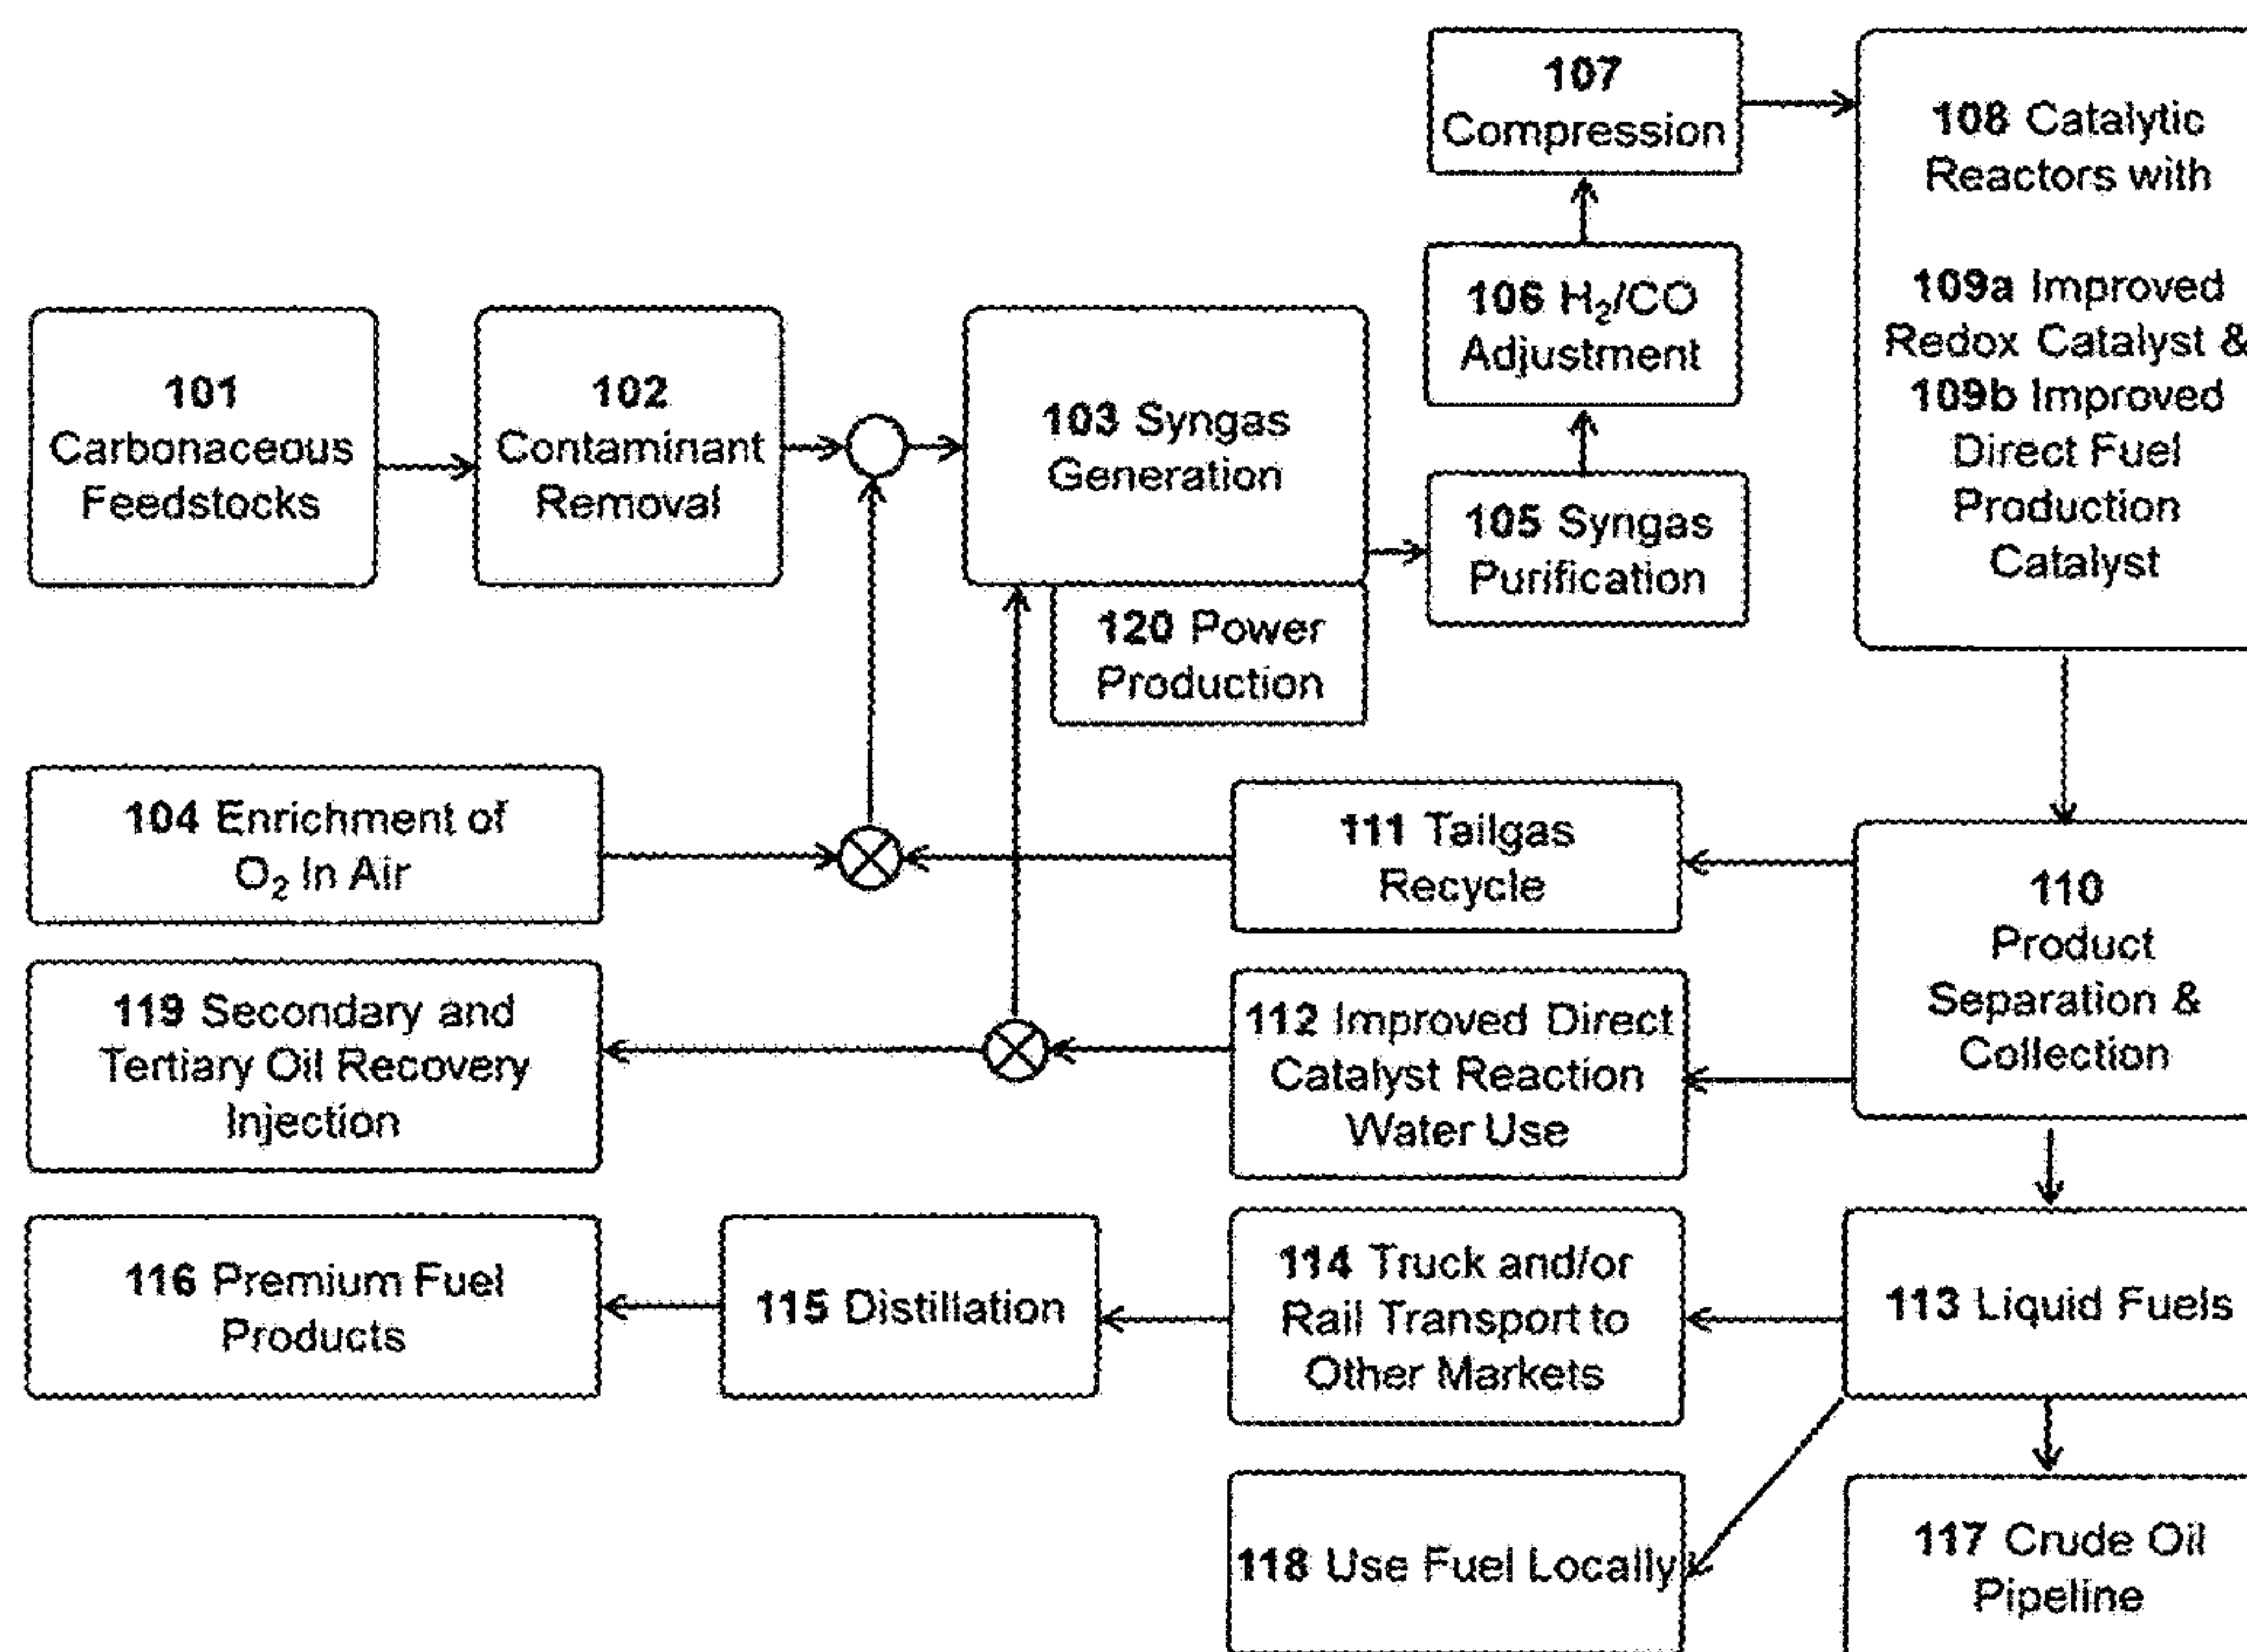 107
Compression
108 Catalytic
Reactors with
109a Improved
Redox Catalyst &
109b Improved
Direct Fuel
Production
Catalyst
106 H₂/CO
Adjustment
101
Carbonaceous
Feedstocks
102
Contaminant
Removal
103 Syngas
Generation
105 Syngas
Purification
120 Power
Production
104 Enrichment of
O₂ In Air
111 Tailgas
Recycle
110
Product
Separation &
Collection
119 Secondary and
Tertiary Oil Recovery
Injection
112 Improved Direct
Catalyst Reaction
Water Use
116 Premium Fuel
Products
115 Distillation
114 Truck and/or
Rail Transport to
Other Markets
113 Liquid Fuels
118 Use Fuel Locally
117 Crude Oil
Pipeline